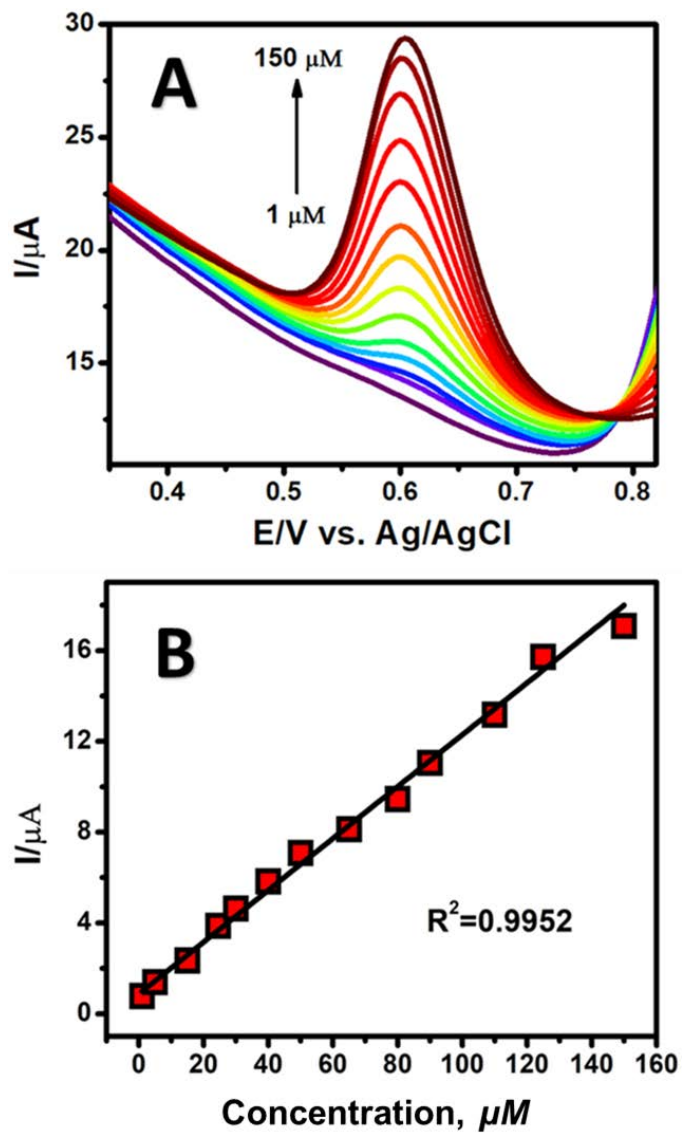 A
150 μM
1 μM
30
25
20
15
I/μA
0.4 0.5 0.6 0.7 0.8
E/V vs. Ag/AgCl
B
16
12
8
4
0
I/μA
R²=0.9952
0 20 40 60 80 100 120 140 160
Concentration, μM